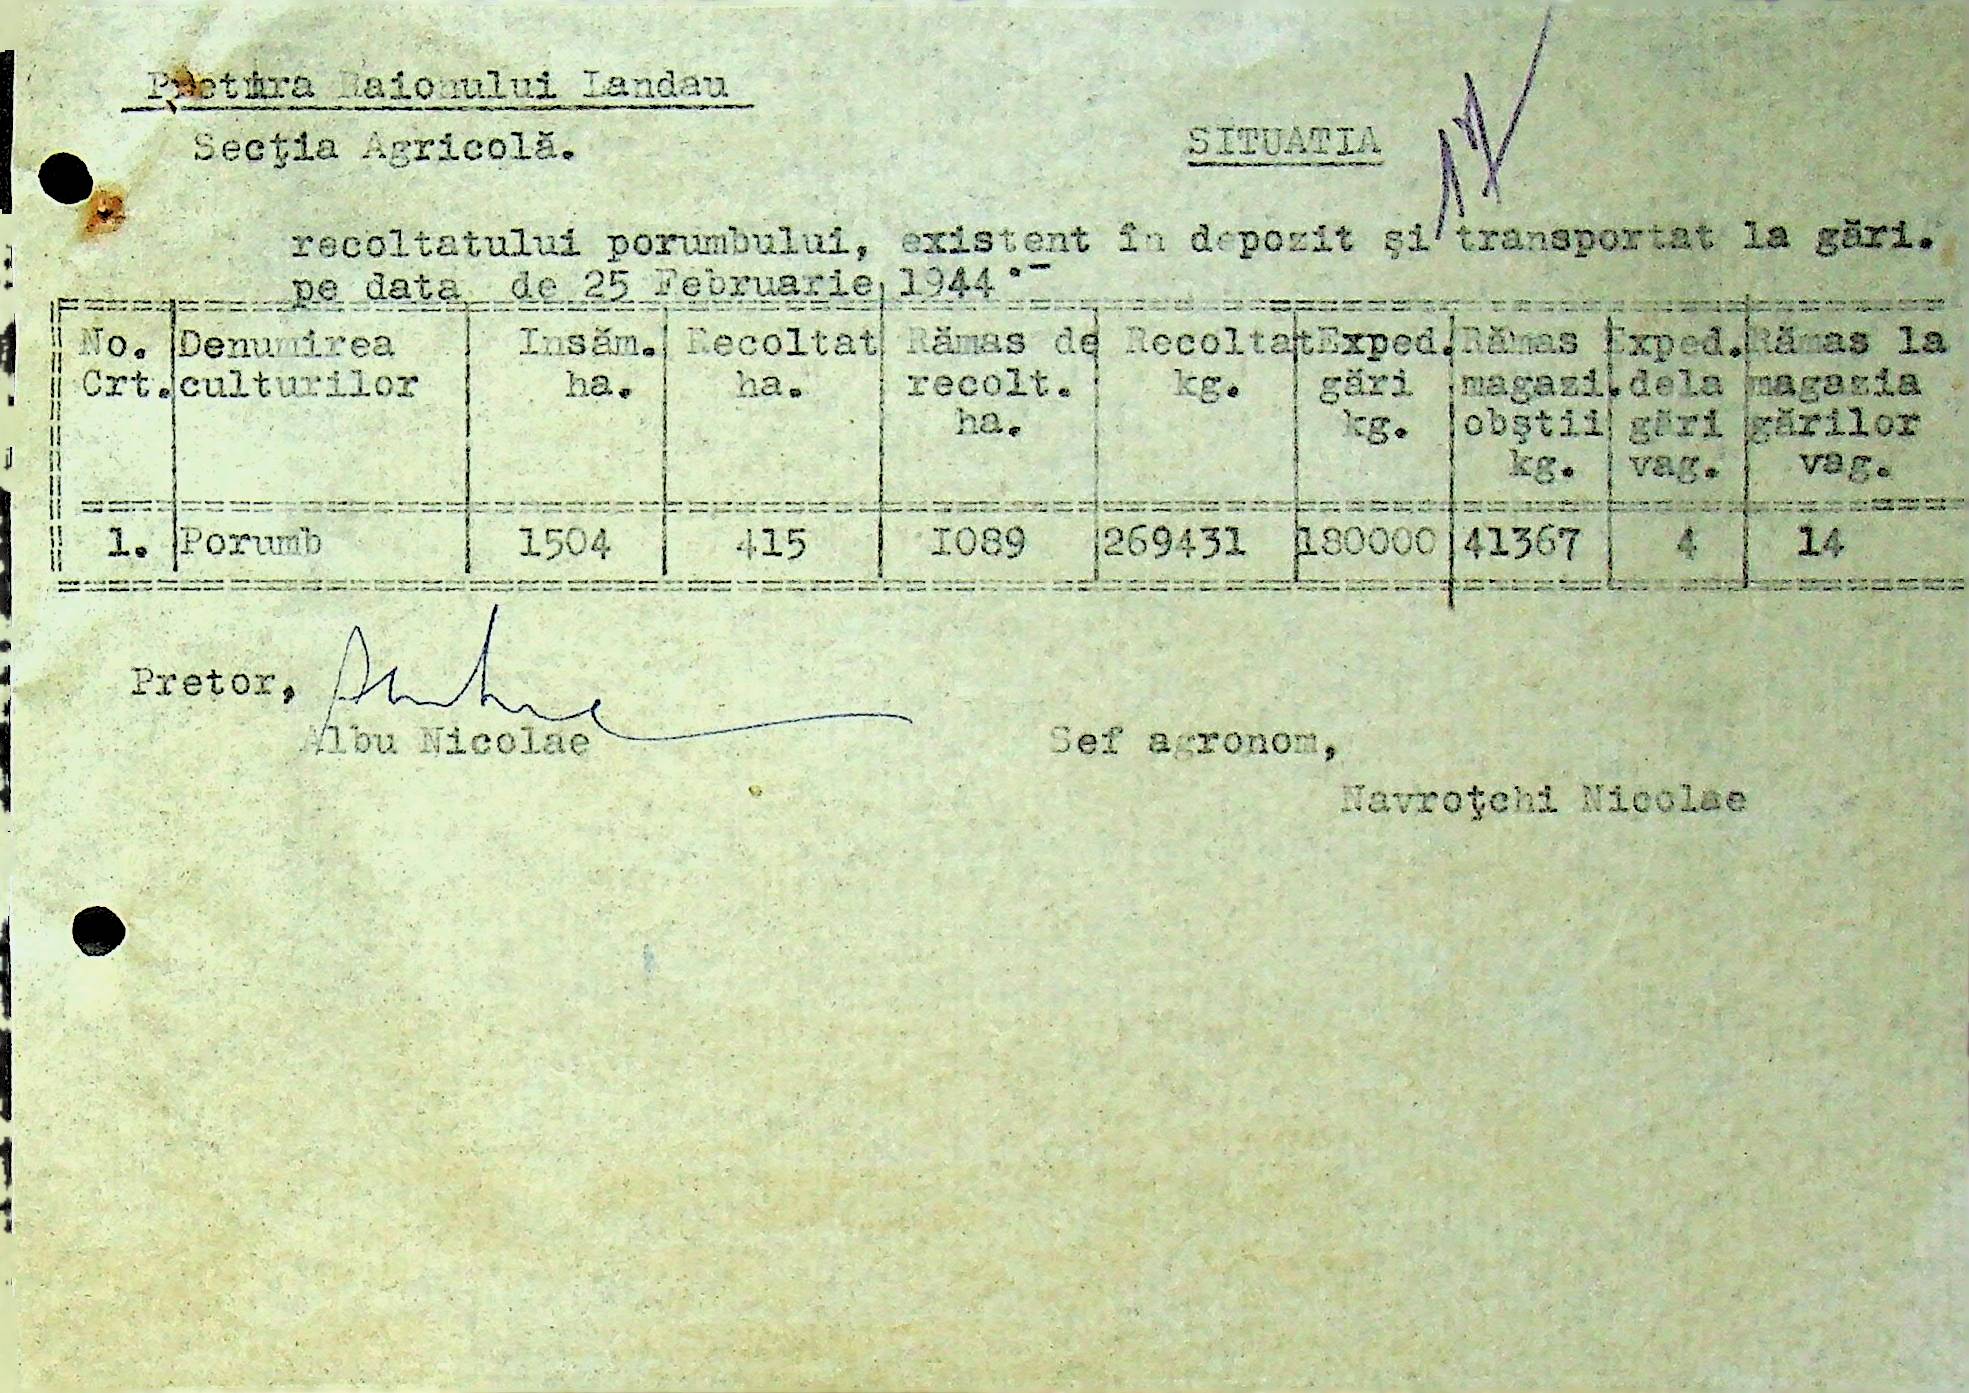 Pretura Raionului Landau
Secţia Agricolă.
SITUATIA
recoltatului porumbului, existent în depozit şi transportat la gări.
pe data de 25 Februarie 1944.-
No. Crt. Denumirea culturilor Insăm. ha. Recoltat ha. Rămas de recolt. ha. Recoltat kg. Exped. gări kg. Rămas magazi. obştii kg. Exped. dela gări vag. Rămas la magazia gărilor vag.
1. Porumb 1504 415 I089 269431 180000 41367 4 14
Pretor,
Albu Nicolae
Sef agronom,
Navroţchi Nicolae